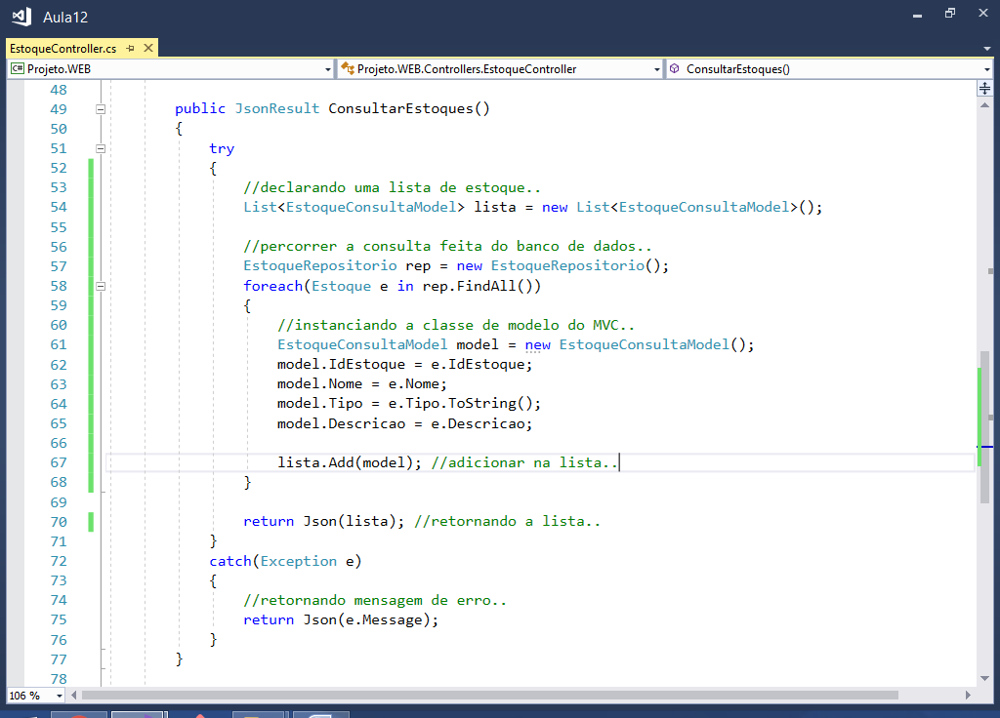 Aula12
EstoqueController.cs
C# Projeto.WEB Projeto.WEB.Controllers.EstoqueController ConsultarEstoques()
48
49 public JsonResult ConsultarEstoques()
50 {
51 try
52 {
53 //declarando uma lista de estoque..
54 List<EstoqueConsultaModel> lista = new List<EstoqueConsultaModel>();
55
56 //percorrer a consulta feita do banco de dados..
57 EstoqueRepositorio rep = new EstoqueRepositorio();
58 foreach(Estoque e in rep.FindAll())
59 {
60 //instanciando a classe de modelo do MVC..
61 EstoqueConsultaModel model = new EstoqueConsultaModel();
62 model.IdEstoque = e.IdEstoque;
63 model.Nome = e.Nome;
64 model.Tipo = e.Tipo.ToString();
65 model.Descricao = e.Descricao;
66
67 lista.Add(model); //adicionar na lista..
68 }
69
70 return Json(lista); //retornando a lista..
71 }
72 catch(Exception e)
73 {
74 //retornando mensagem de erro..
75 return Json(e.Message);
76 }
77 }
78
106 %